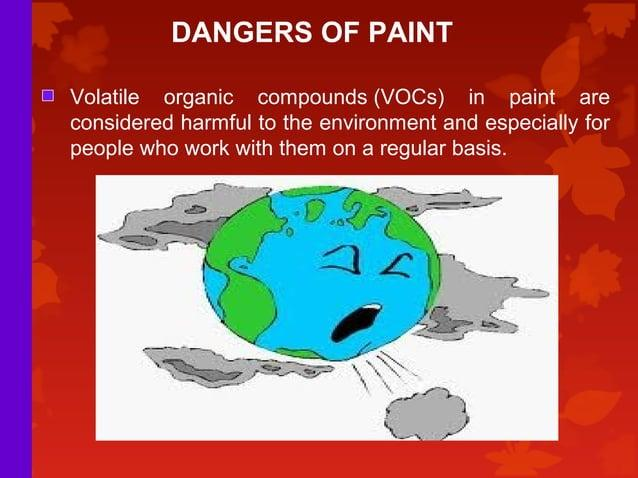 DANGERS OF PAINT
Volatile organic compounds (VOCs) in paint are
considered harmful to the environment and especially for
people who work with them on a regular basis.